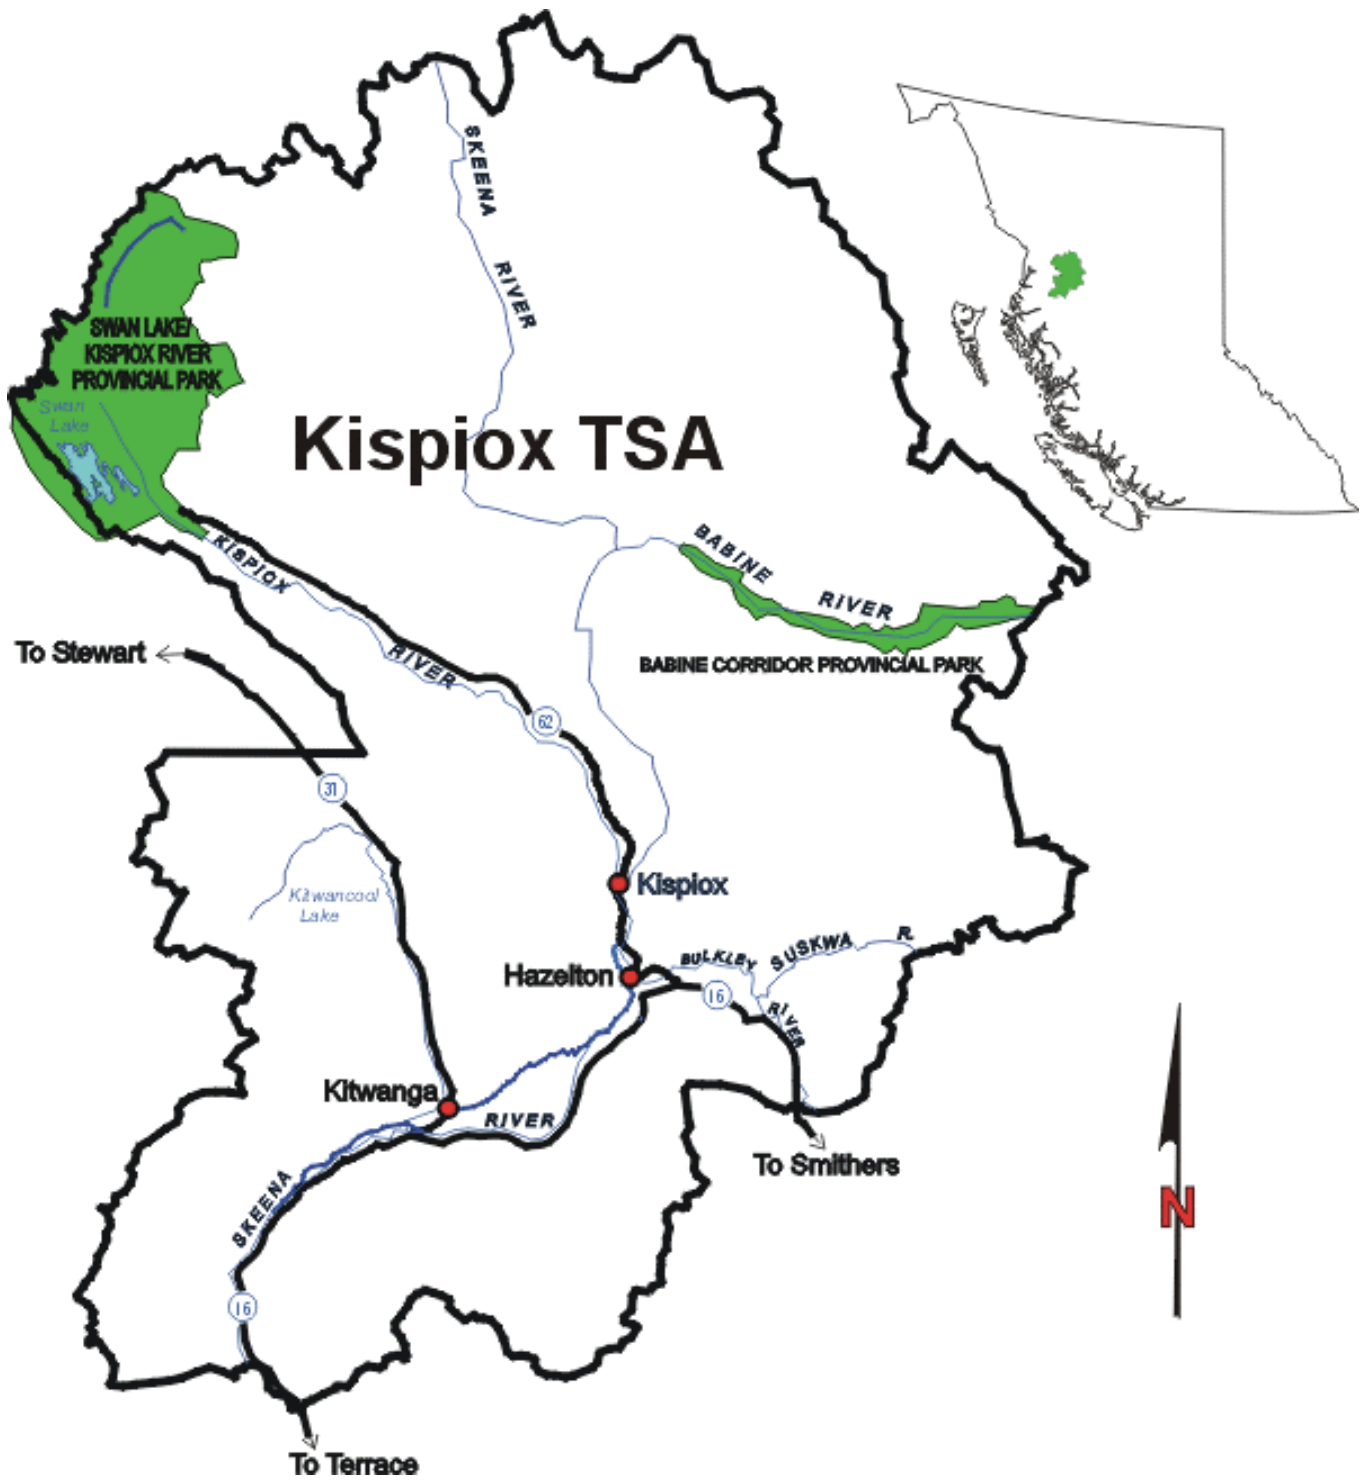 SKEENA
RIVER
SWAN LAKE/
KISPIOX RIVER
PROVINCIAL PARK
Swan
Lake
Kispiox TSA
KISPIOX
RIVER
BABINE
RIVER
BABINE CORRIDOR PROVINCIAL PARK
To Stewart
62
31
Kitwancool
Lake
Kispiox
Hazelton
BULKLEY
RIVER
SUSKWA R.
16
Kitwanga
RIVER
SKEENA
To Smithers
N
16
To Terrace